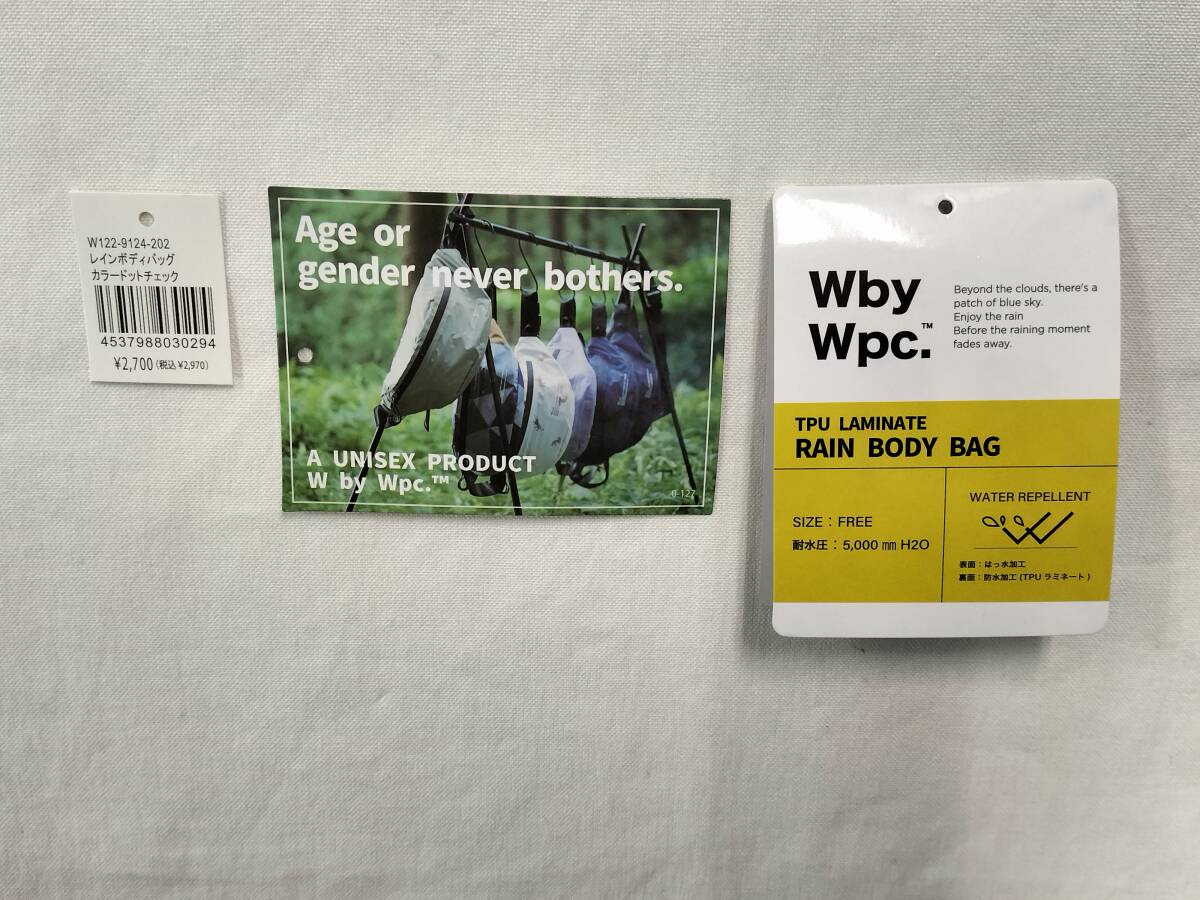 W122-9124-202
レインボディバッグ
カラードットチェック
4537988030294
¥2,700(税込 ¥2,970)
Age or
gender never bothers.
A UNISEX PRODUCT
W by Wpc.™
0-127
Wby
Wpc.™
Beyond the clouds, there's a
patch of blue sky.
Enjoy the rain
Before the raining moment
fades away.
TPU LAMINATE
RAIN BODY BAG
SIZE : FREE
耐水圧 : 5,000 ㎜ H2O
WATER REPELLENT
表面 : はっ水加工
裏面 : 防水加工 (TPU ラミネート )